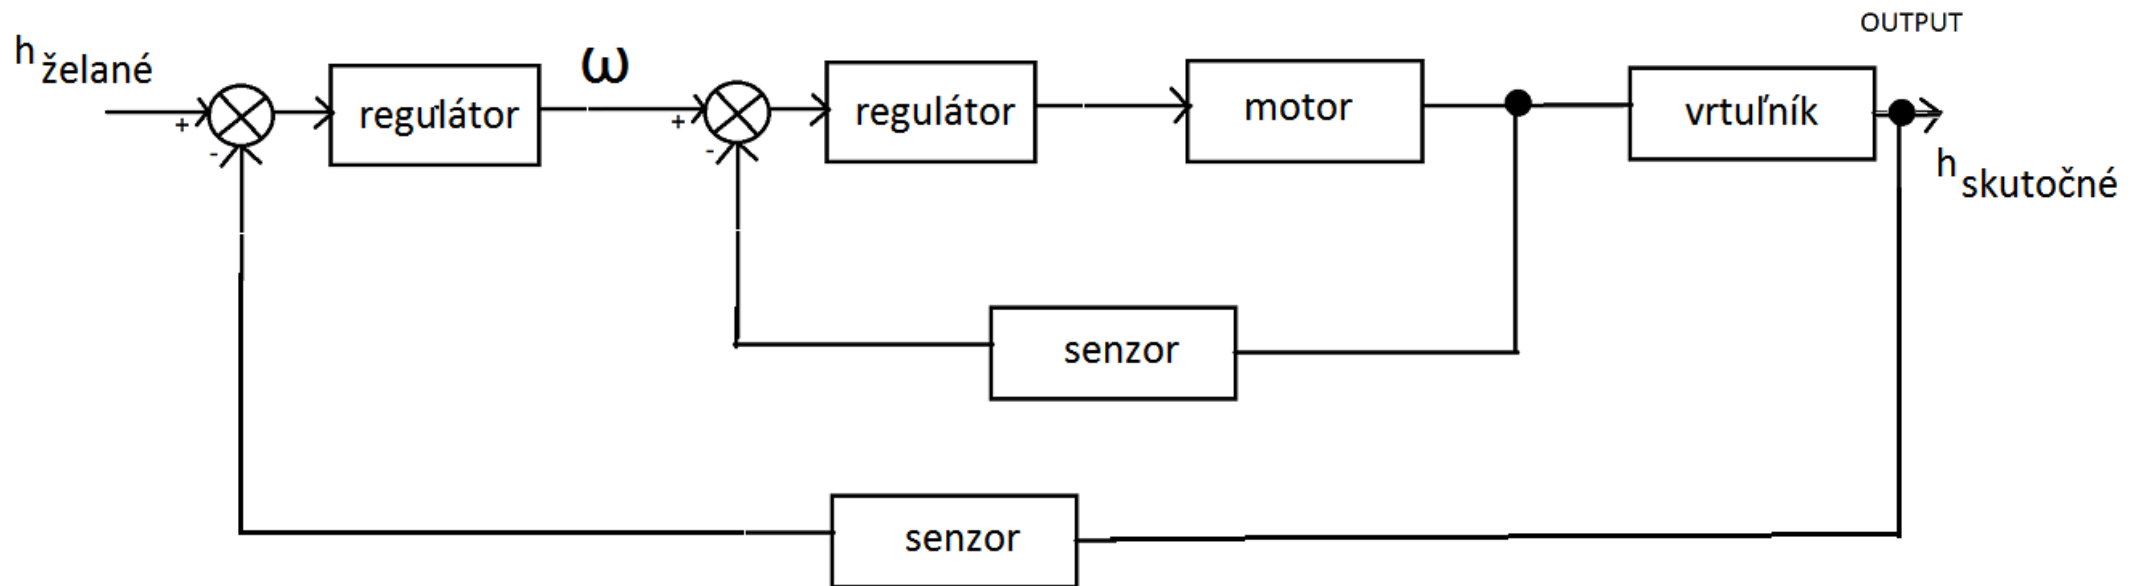 OUTPUT
h želané
+
-
regulátor
ω
+
-
regulátor
motor
vrtuľník
h skutočné
senzor
senzor